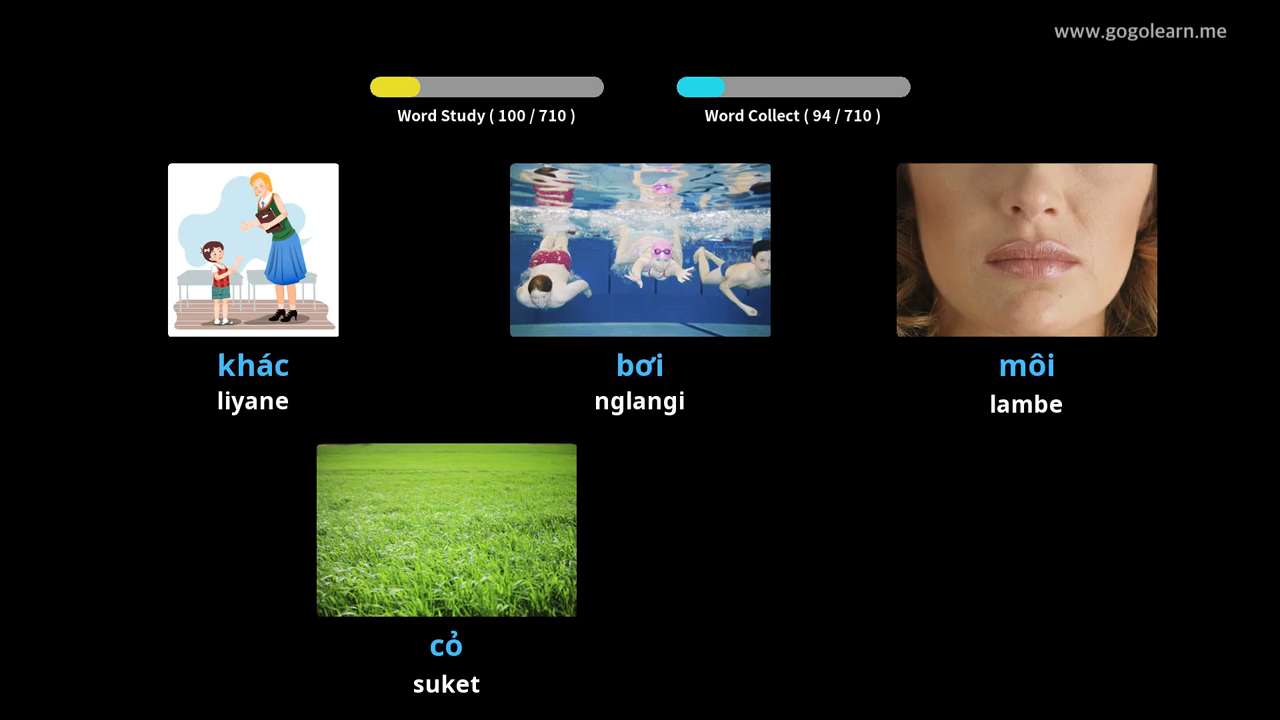 www.gogolearn.me
Word Study ( 100 / 710 )
Word Collect ( 94 / 710 )
khác
liyane
bơi
nglangi
môi
lambe
cỏ
suket